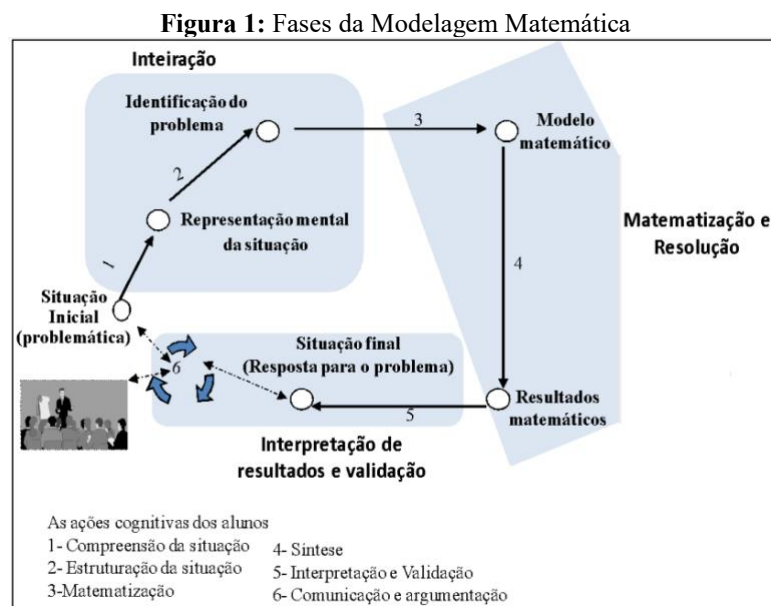 Figura 1: Fases da Modelagem Matemática
Inteiração
Identificação do
problema
3
Modelo
matemático
2
Representação mental
da situação
Matematização e
Resolução
1
4
Situação
Inicial
(problemática)
Situação final
(Resposta para o problema)
6
Resultados
matemáticos
5
Interpretação de
resultados e validação
As ações cognitivas dos alunos
1- Compreensão da situação
2- Estruturação da situação
3-Matematização
4- Síntese
5- Interpretação e Validação
6- Comunicação e argumentação